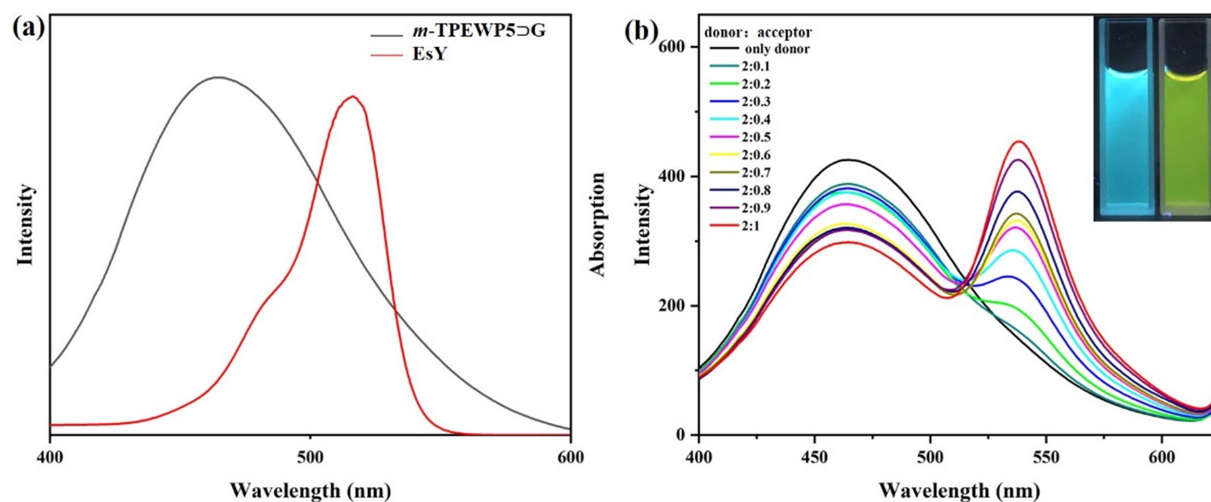 (a)
m-TPEWP5⊃G
EsY
Intensity
Absorption
400
500
600
Wavelength (nm)
(b)
donor: acceptor
only donor
2:0.1
2:0.2
2:0.3
2:0.4
2:0.5
2:0.6
2:0.7
2:0.8
2:0.9
2:1
Intensity
600
400
200
0
400
450
500
550
600
Wavelength (nm)